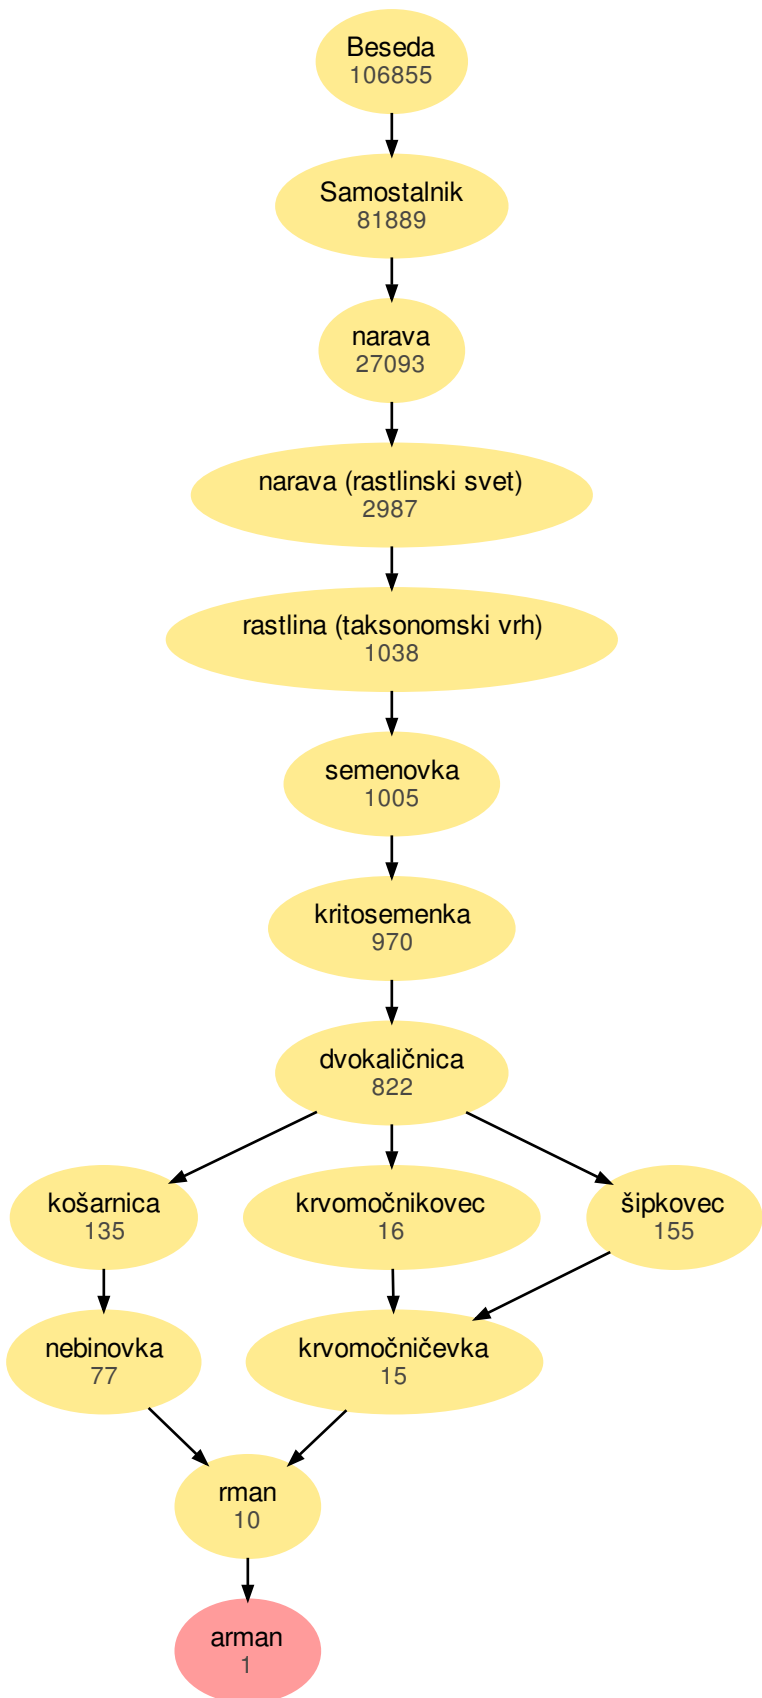 Beseda
106855
Samostalnik
81889
narava
27093
narava (rastlinski svet)
2987
rastlina (taksonomski vrh)
1038
semenovka
1005
kritosemenka
970
dvokaličnica
822
košarnica
135
krvomočnikovec
16
šipkovec
155
nebinovka
77
krvomočničevka
15
rman
10
arman
1